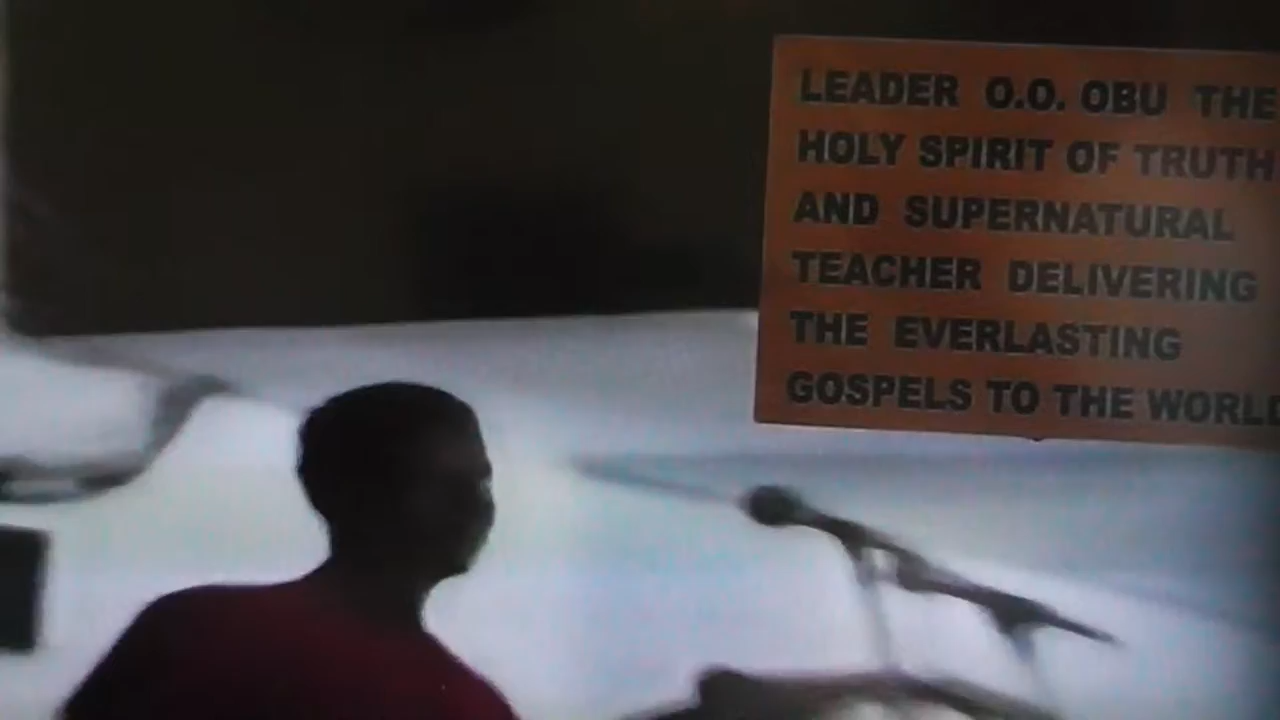 LEADER O.O. OBU THE
HOLY SPIRIT OF TRUTH
AND SUPERNATURAL
TEACHER DELIVERING
THE EVERLASTING
GOSPELS TO THE WORLD